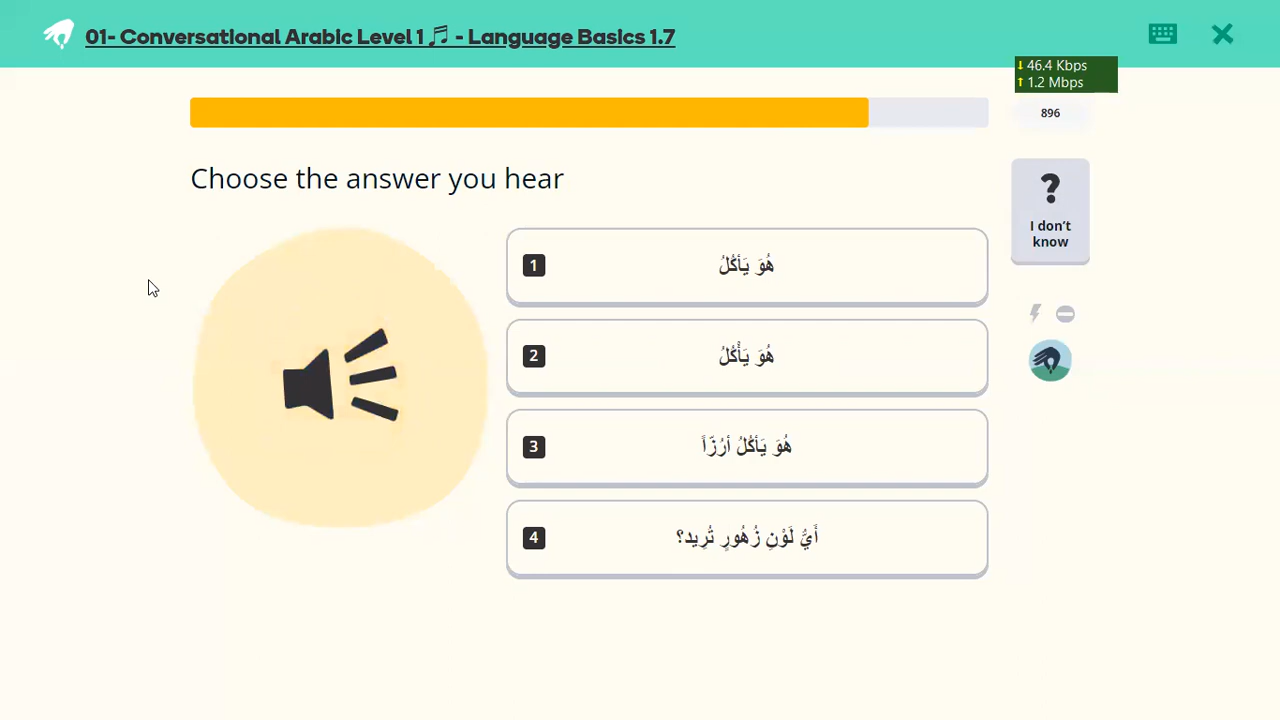 01- Conversational Arabic Level 1 🎵 - Language Basics 1.7
↓ 46.4 Kbps
↑ 1.2 Mbps
896
Choose the answer you hear
?
I don't
know
1 هُوَ يَأكُلُ
2 هُوَ يَأْكُلُ
3 هُوَ يَأكُلُ أرُزّاً
4 أَيُّ لَوْنِ زُهُورٍ تُرِيد؟